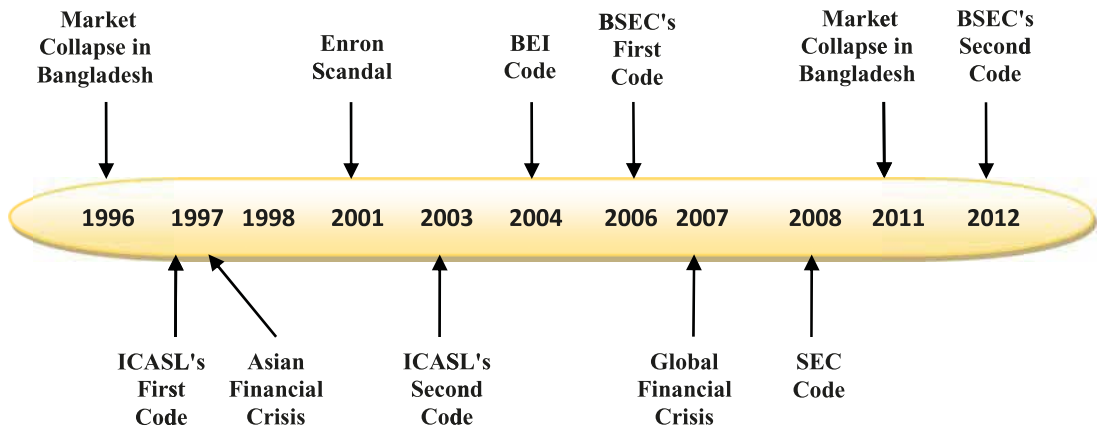 Market
Collapse in
Bangladesh
Enron
Scandal
BEI
Code
BSEC's
First
Code
Market
Collapse in
Bangladesh
BSEC's
Second
Code
1996 1997 1998 2001 2003 2004 2006 2007 2008 2011 2012
ICASL's
First
Code
Asian
Financial
Crisis
ICASL's
Second
Code
Global
Financial
Crisis
SEC
Code